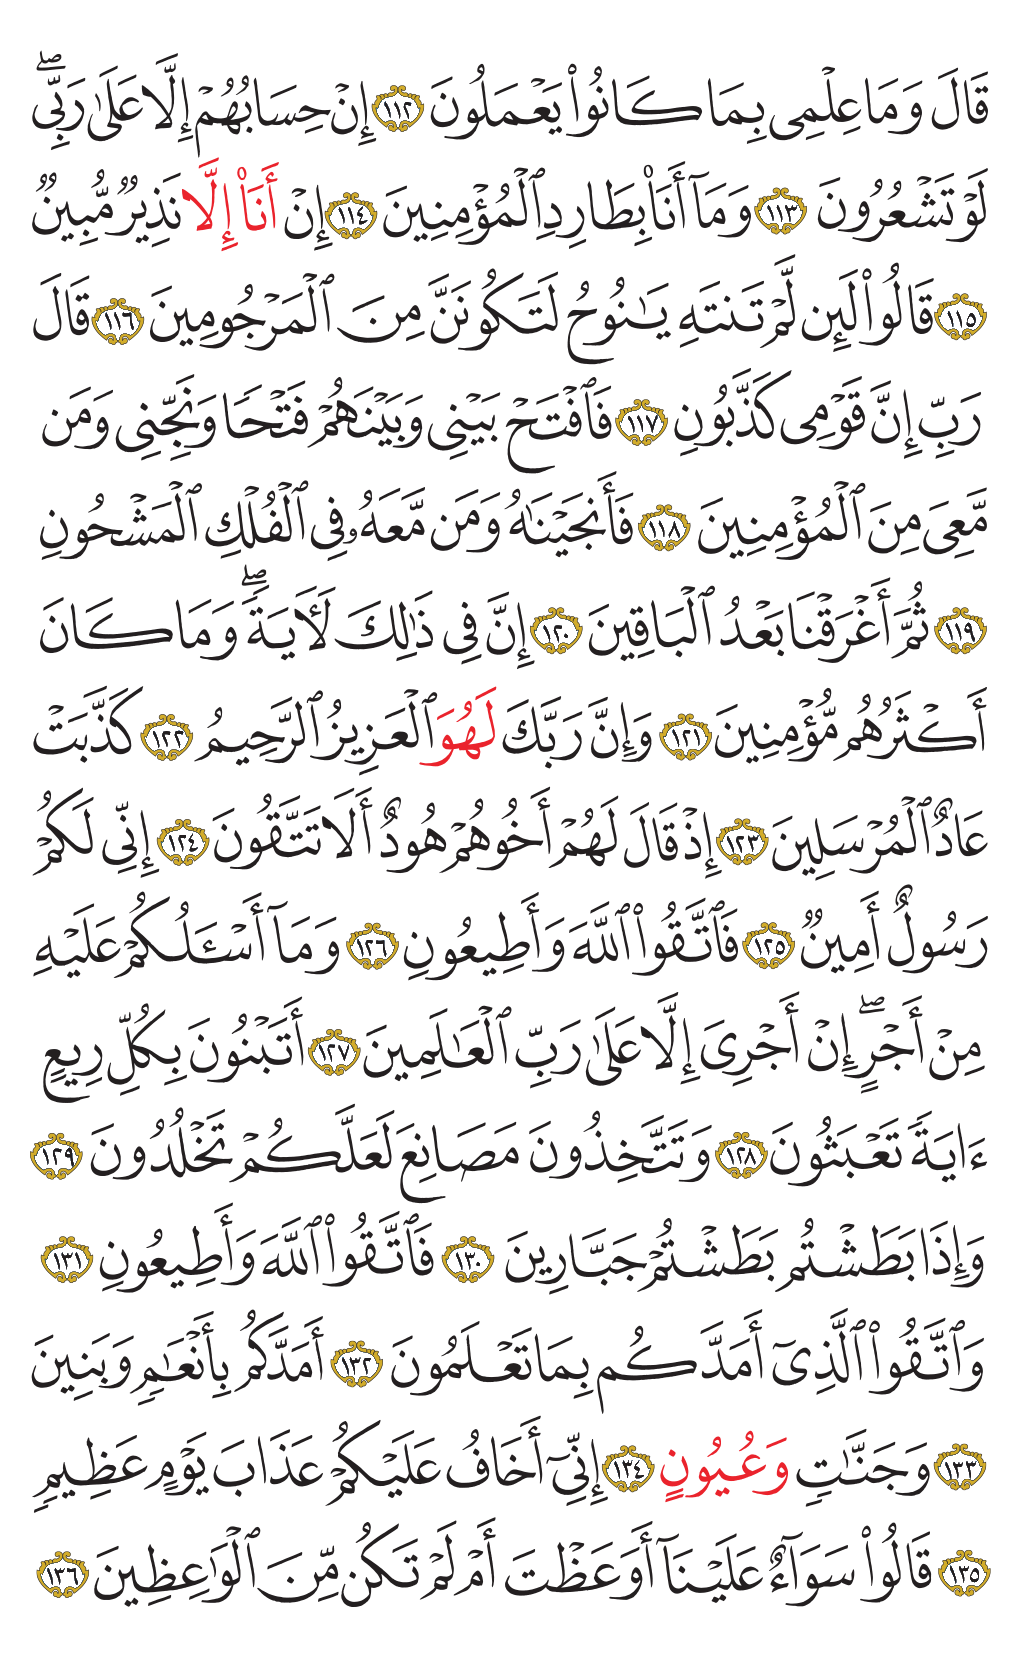 قَالَ وَمَا عِلْمِى بِمَا كَانُوا۟ يَعْمَلُونَ ١١٢ إِنْ حِسَابُهُمْ إِلَّا عَلَىٰ رَبِّى ۖ
لَوْ تَشْعُرُونَ ١١٣ وَمَآ أَنَا۠ بِطَارِدِ ٱلْمُؤْمِنِينَ ١١٤ إِنْ أَنَا۠ إِلَّا نَذِيرٌ مُّبِينٌ
١١٥ قَالُوا۟ لَئِن لَّمْ تَنتَهِ يَـٰنُوحُ لَتَكُونَنَّ مِنَ ٱلْمَرْجُومِينَ ١١٦ قَالَ
رَبِّ إِنَّ قَوْمِى كَذَّبُونِ ١١٧ فَٱفْتَحْ بَيْنِى وَبَيْنَهُمْ فَتْحًا وَنَجِّنِى وَمَن
مَّعِىَ مِنَ ٱلْمُؤْمِنِينَ ١١٨ فَأَنجَيْنَـٰهُ وَمَن مَّعَهُۥ فِى ٱلْفُلْكِ ٱلْمَشْحُونِ
١١٩ ثُمَّ أَغْرَقْنَا بَعْدُ ٱلْبَاقِينَ ١٢٠ إِنَّ فِى ذَٰلِكَ لَـَٔايَةً ۖ وَمَا كَانَ
أَكْثَرُهُم مُّؤْمِنِينَ ١٢١ وَإِنَّ رَبَّكَ لَهُوَ ٱلْعَزِيزُ ٱلرَّحِيمُ ١٢٢ كَذَّبَتْ
عَادٌ ٱلْمُرْسَلِينَ ١٢٣ إِذْ قَالَ لَهُمْ أَخُوهُمْ هُودٌ أَلَا تَتَّقُونَ ١٢٤ إِنِّى لَكُمْ
رَسُولٌ أَمِينٌ ١٢٥ فَٱتَّقُوا۟ ٱللَّهَ وَأَطِيعُونِ ١٢٦ وَمَآ أَسْـَٔلُكُمْ عَلَيْهِ
مِنْ أَجْرٍ ۖ إِنْ أَجْرِىَ إِلَّا عَلَىٰ رَبِّ ٱلْعَـٰلَمِينَ ١٢٧ أَتَبْنُونَ بِكُلِّ رِيعٍ
ءَايَةً تَعْبَثُونَ ١٢٨ وَتَتَّخِذُونَ مَصَانِعَ لَعَلَّكُمْ تَخْلُدُونَ ١٢٩
وَإِذَا بَطَشْتُم بَطَشْتُمْ جَبَّارِينَ ١٣٠ فَٱتَّقُوا۟ ٱللَّهَ وَأَطِيعُونِ ١٣١
وَٱتَّقُوا۟ ٱلَّذِىٓ أَمَدَّكُم بِمَا تَعْلَمُونَ ١٣٢ أَمَدَّكُم بِأَنْعَـٰمٍ وَبَنِينَ
١٣٣ وَجَنَّـٰتٍ وَعُيُونٍ ١٣٤ إِنِّىٓ أَخَافُ عَلَيْكُمْ عَذَابَ يَوْمٍ عَظِيمٍ
١٣٥ قَالُوا۟ سَوَآءٌ عَلَيْنَآ أَوَعَظْتَ أَمْ لَمْ تَكُن مِّنَ ٱلْوَٰعِظِينَ ١٣٦